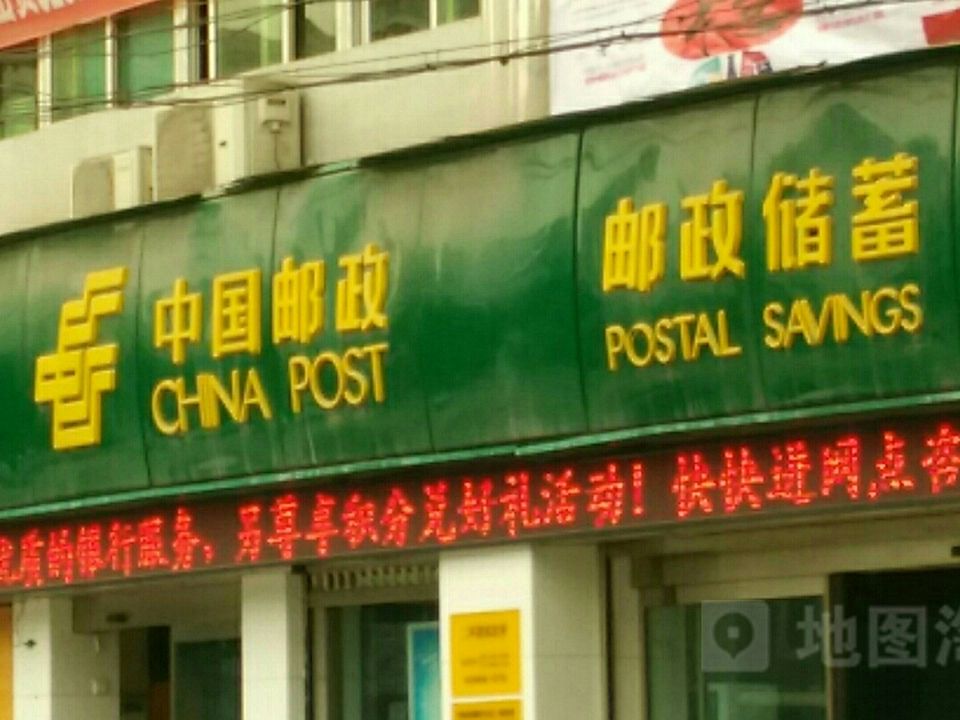 中国邮政
CHINA POST
邮政储蓄
POSTAL SAVINGS
质的银行服务，另尊享积分兑好礼活动！快快进网点咨
地图